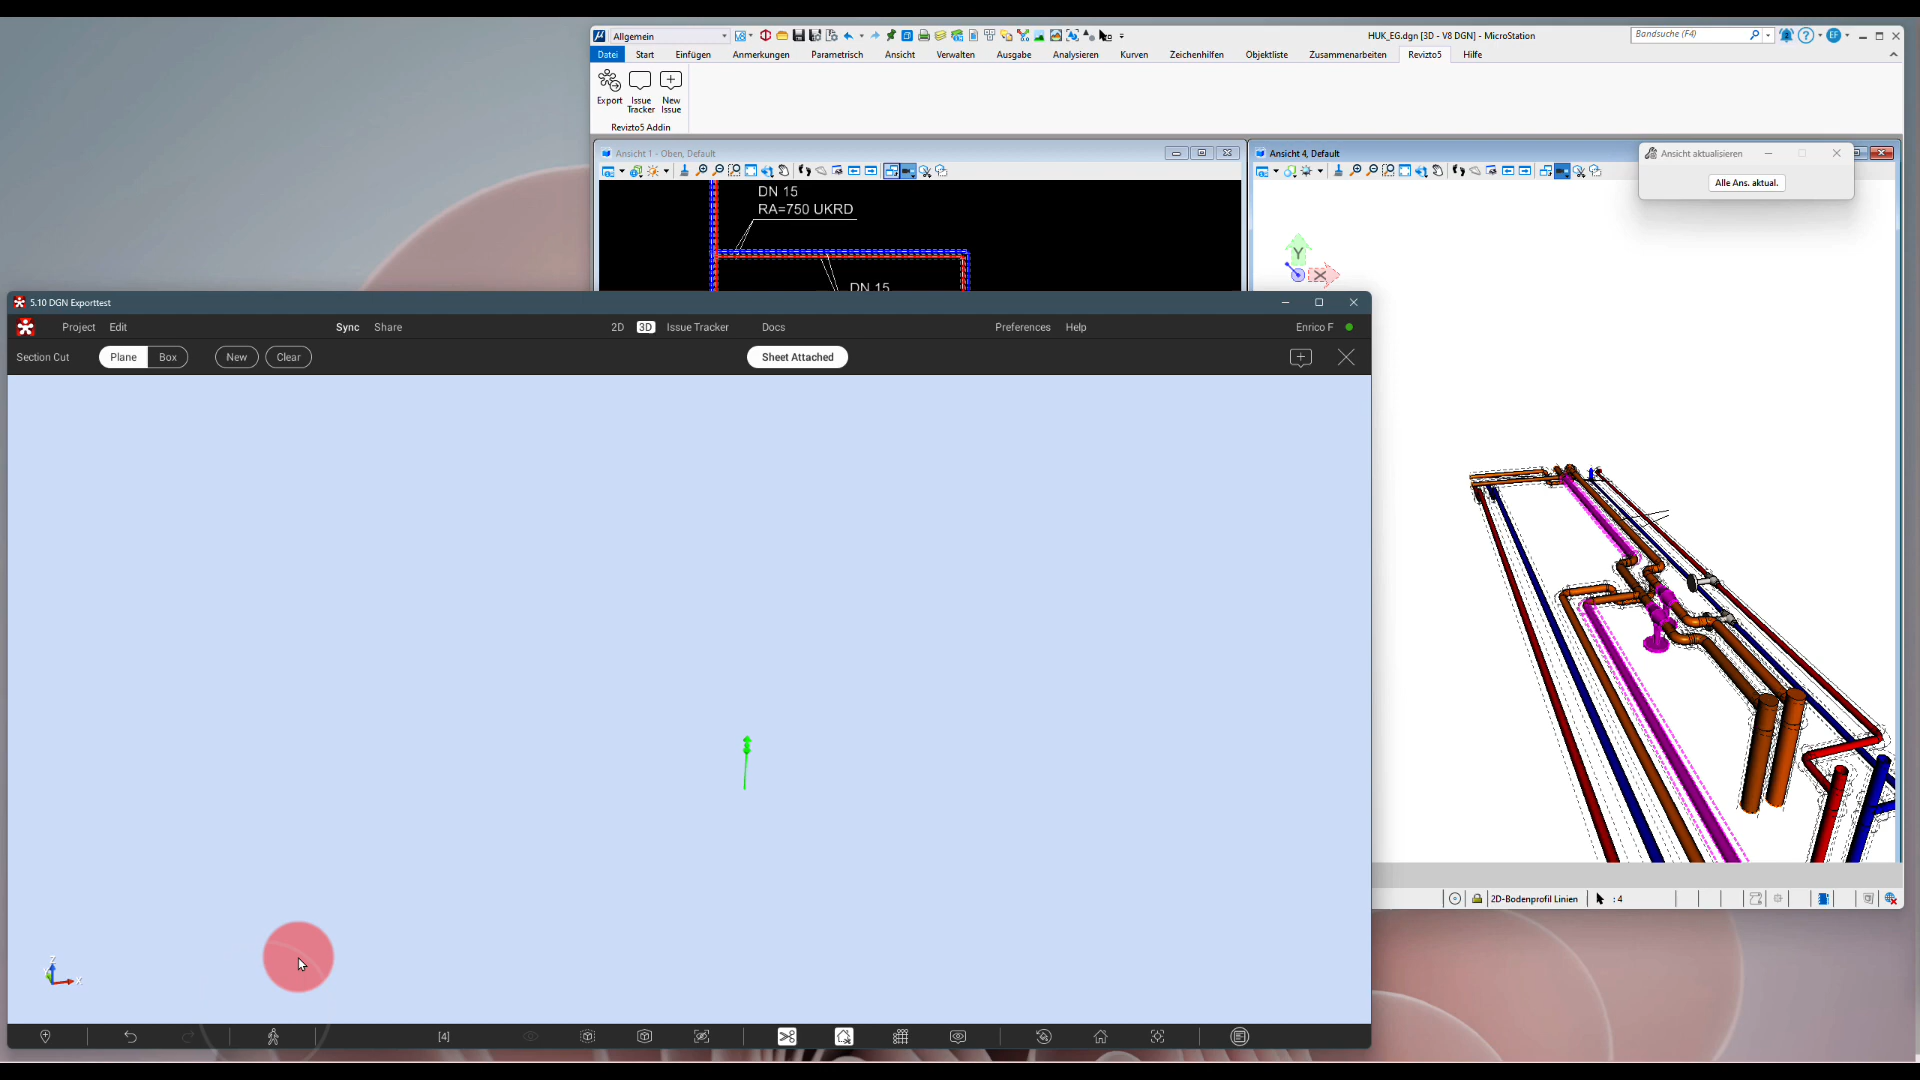 Allgemein
HUK_EG.dgn [3D - V8 DGN] - MicroStation
Bandsuche (F4)
EF
Datei
Start
Einfügen
Anmerkungen
Parametrisch
Ansicht
Verwalten
Ausgabe
Analysieren
Kurven
Zeichenhilfen
Objektliste
Zusammenarbeiten
Revizto5
Hilfe
Export
Issue Tracker
New Issue
Revizto5 Addin
Ansicht 1 - Oben, Default
Ansicht 4, Default
Ansicht aktualisieren
Alle Ans. aktual.
DN 15
RA=750 UKRD
DN 15
Y
X
5.10 DGN Exporttest
Project
Edit
Sync
Share
2D
3D
Issue Tracker
Docs
Preferences
Help
Enrico F
Section Cut
Plane
Box
New
Clear
Sheet Attached
2D-Bodenprofil Linien
: 4
Z
X
[4]